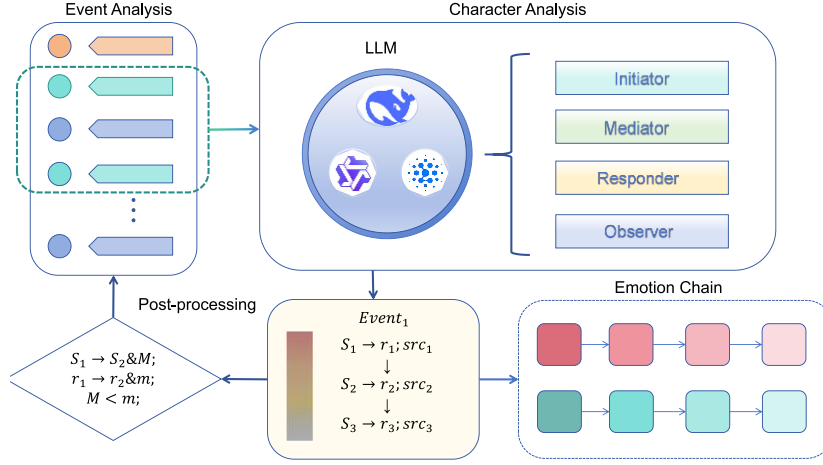 Event Analysis
Character Analysis
LLM
Initiator
Mediator
Responder
Observer
Post-processing
S₁ → S₂&M;
r₁ → r₂&m;
M < m;
Event₁
S₁ → r₁; src₁
↓
S₂ → r₂; src₂
↓
S₃ → r₃; src₃
Emotion Chain